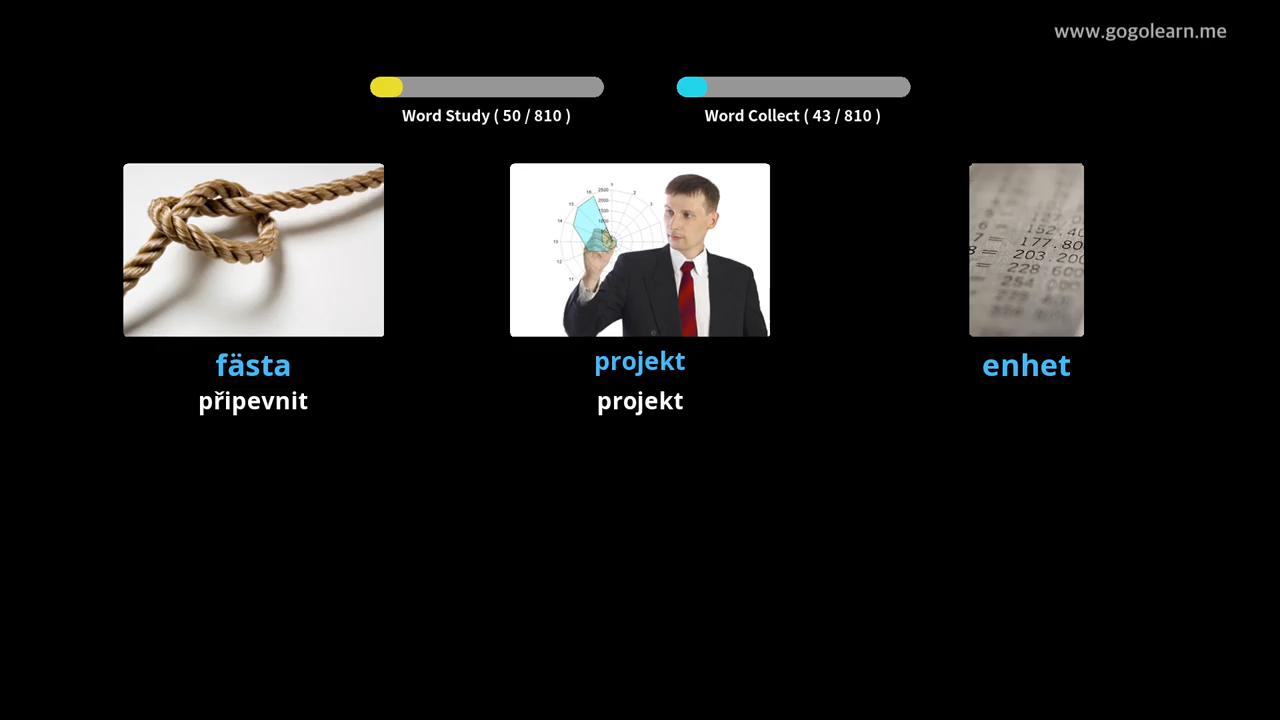 www.gogolearn.me
Word Study ( 50 / 810 )
Word Collect ( 43 / 810 )
fästa
projekt
enhet
připevnit
projekt